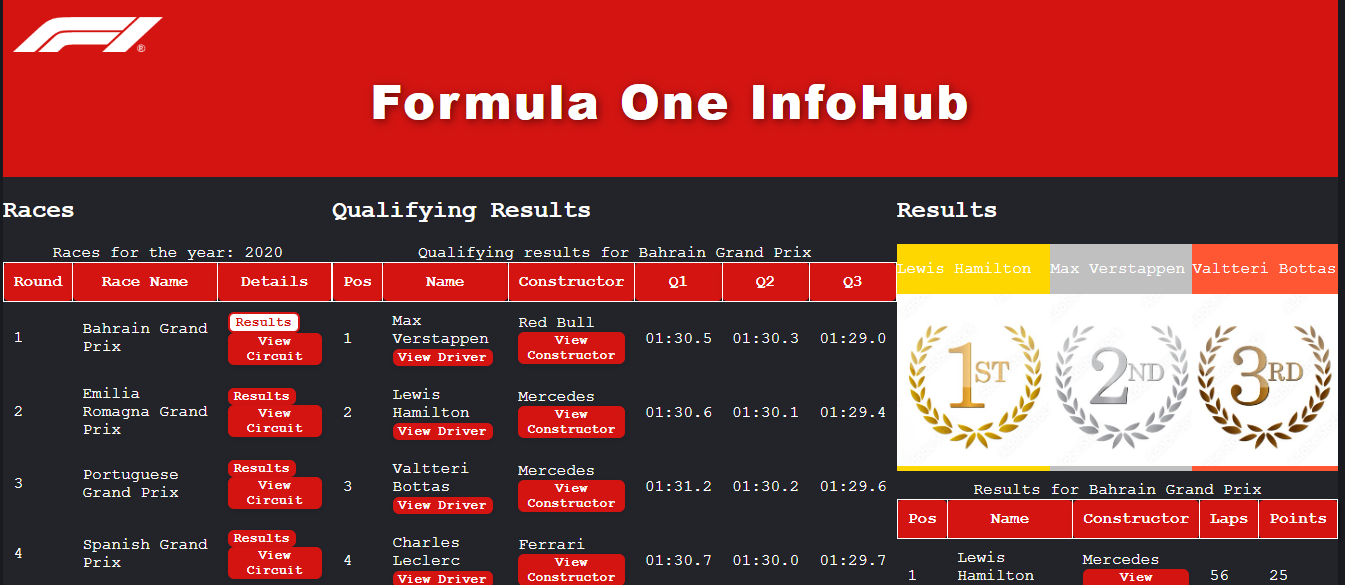 F1®
Formula One InfoHub
Races
Races for the year: 2020
Round Race Name Details
1 Bahrain Grand Prix Results View Circuit
2 Emilia Romagna Grand Prix Results View Circuit
3 Portuguese Grand Prix Results View Circuit
4 Spanish Grand Prix Results View Circuit
Qualifying Results
Qualifying results for Bahrain Grand Prix
Pos Name Constructor Q1 Q2 Q3
1 Max Verstappen View Driver Red Bull View Constructor 01:30.5 01:30.3 01:29.0
2 Lewis Hamilton View Driver Mercedes View Constructor 01:30.6 01:30.1 01:29.4
3 Valtteri Bottas View Driver Mercedes View Constructor 01:31.2 01:30.2 01:29.6
4 Charles Leclerc View Driver Ferrari View Constructor 01:30.7 01:30.0 01:29.7
Results
Lewis Hamilton Max Verstappen Valtteri Bottas
1ST 2ND 3RD
Results for Bahrain Grand Prix
Pos Name Constructor Laps Points
1 Lewis Hamilton Mercedes View 56 25